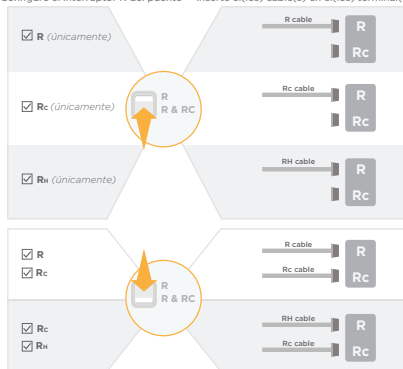 Configure el interruptor R del puente
Inserte el(los) cable(s) en el(los) terminal(
R (únicamente)
R cable
R
Rc
Rc (únicamente)
R
R & RC
Rc cable
R
Rc
RH (únicamente)
RH cable
R
Rc
R
Rc
R
R & RC
R cable
Rc cable
R
Rc
Rc
RH
RH cable
Rc cable
R
Rc